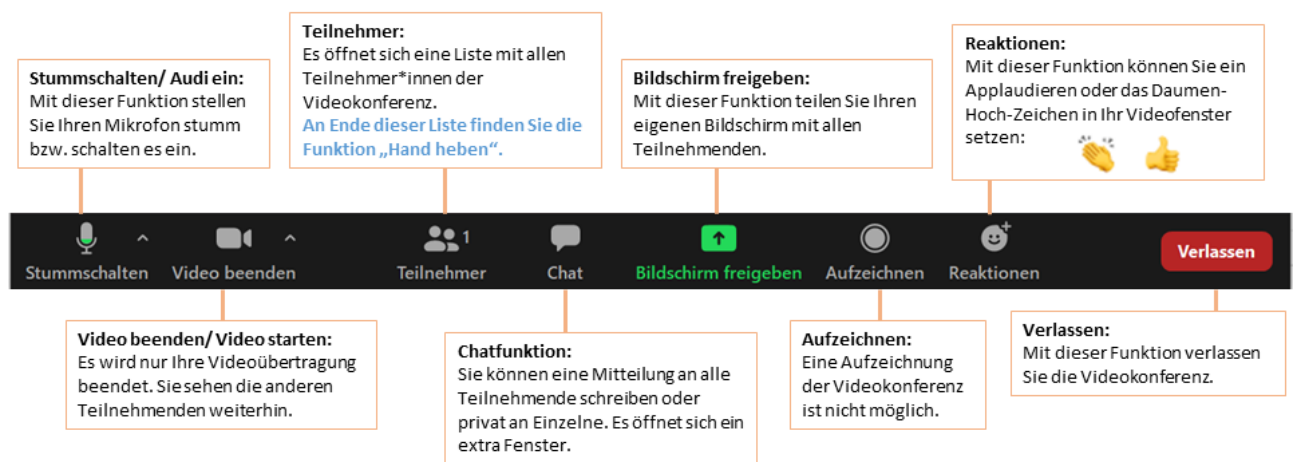 Stummschalten/ Audi ein:
Mit dieser Funktion stellen
Sie Ihren Mikrofon stumm
bzw. schalten es ein.
Teilnehmer:
Es öffnet sich eine Liste mit allen
Teilnehmer*innen der
Videokonferenz.
An Ende dieser Liste finden Sie die
Funktion „Hand heben“.
Bildschirm freigeben:
Mit dieser Funktion teilen Sie Ihren
eigenen Bildschirm mit allen
Teilnehmenden.
Reaktionen:
Mit dieser Funktion können Sie ein
Applaudieren oder das Daumen-
Hoch-Zeichen in Ihr Videofenster
setzen:
1
Stummschalten
Video beenden
Teilnehmer
Chat
Bildschirm freigeben
Aufzeichnen
Reaktionen
Verlassen
Video beenden/ Video starten:
Es wird nur Ihre Videoübertragung
beendet. Sie sehen die anderen
Teilnehmenden weiterhin.
Chatfunktion:
Sie können eine Mitteilung an alle
Teilnehmende schreiben oder
privat an Einzelne. Es öffnet sich ein
extra Fenster.
Aufzeichnen:
Eine Aufzeichnung
der Videokonferenz
ist nicht möglich.
Verlassen:
Mit dieser Funktion verlassen
Sie die Videokonferenz.